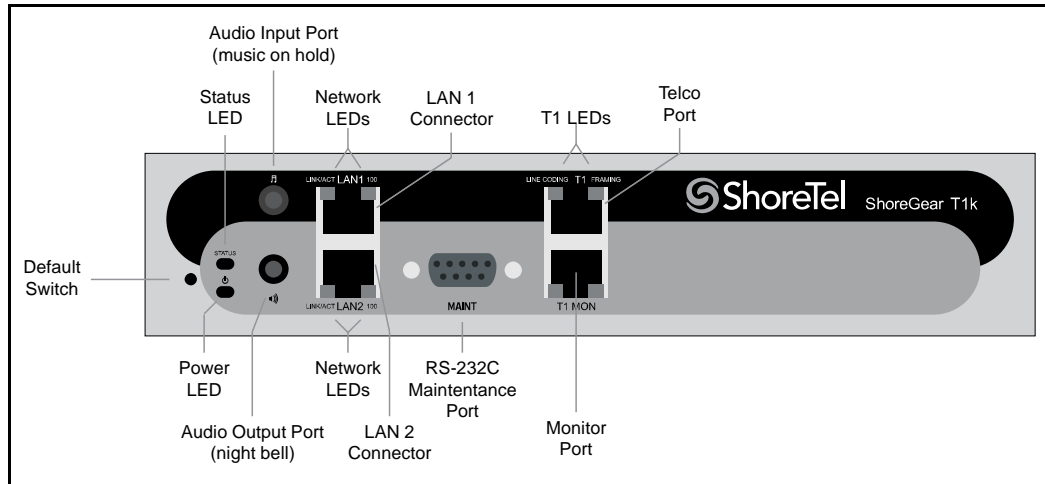 Audio Input Port
(music on hold)
Status
LED
Network
LEDs
LAN 1
Connector
T1 LEDs
Telco
Port
LINK/ACT LAN1 100
LINE CODING T1 FRAMING
ShoreTel
ShoreGear T1k
STATUS
Default
Switch
LINK/ACT LAN2 100
MAINT
T1 MON
Power
LED
Network
LEDs
RS-232C
Maintentance
Port
Audio Output Port
(night bell)
LAN 2
Connector
Monitor
Port